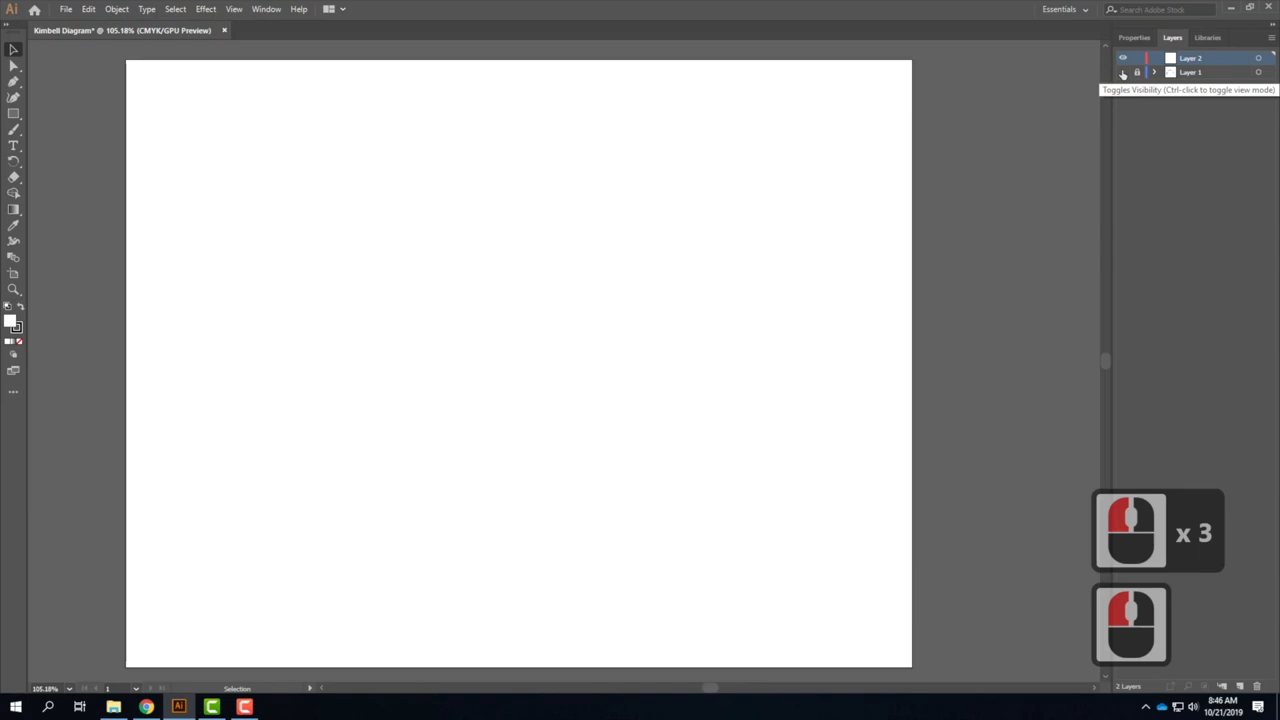 Ai File Edit Object Type Select Effect View Window Help Essentials Search Adobe Stock
Kimbell Diagram* @ 105.18% (CMYK/GPU Preview) ×
Properties Layers Libraries
Layer 2
Layer 1
Toggles Visibility (Ctrl-click to toggle view mode)
T
x 3
105.18% 1 Selection 2 Layers
Ai 8:46 AM
10/21/2019